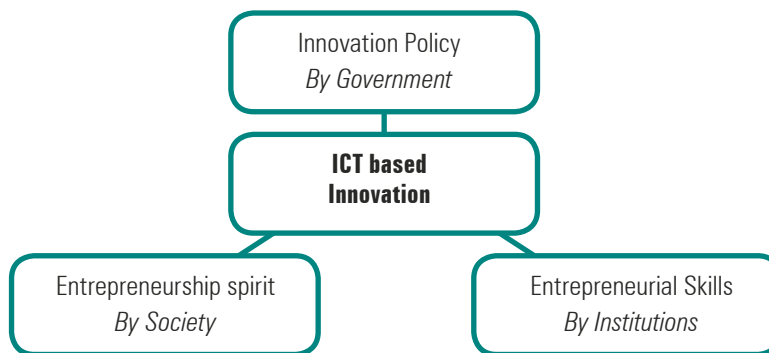 Innovation Policy
By Government
ICT based
Innovation
Entrepreneurship spirit
By Society
Entrepreneurial Skills
By Institutions